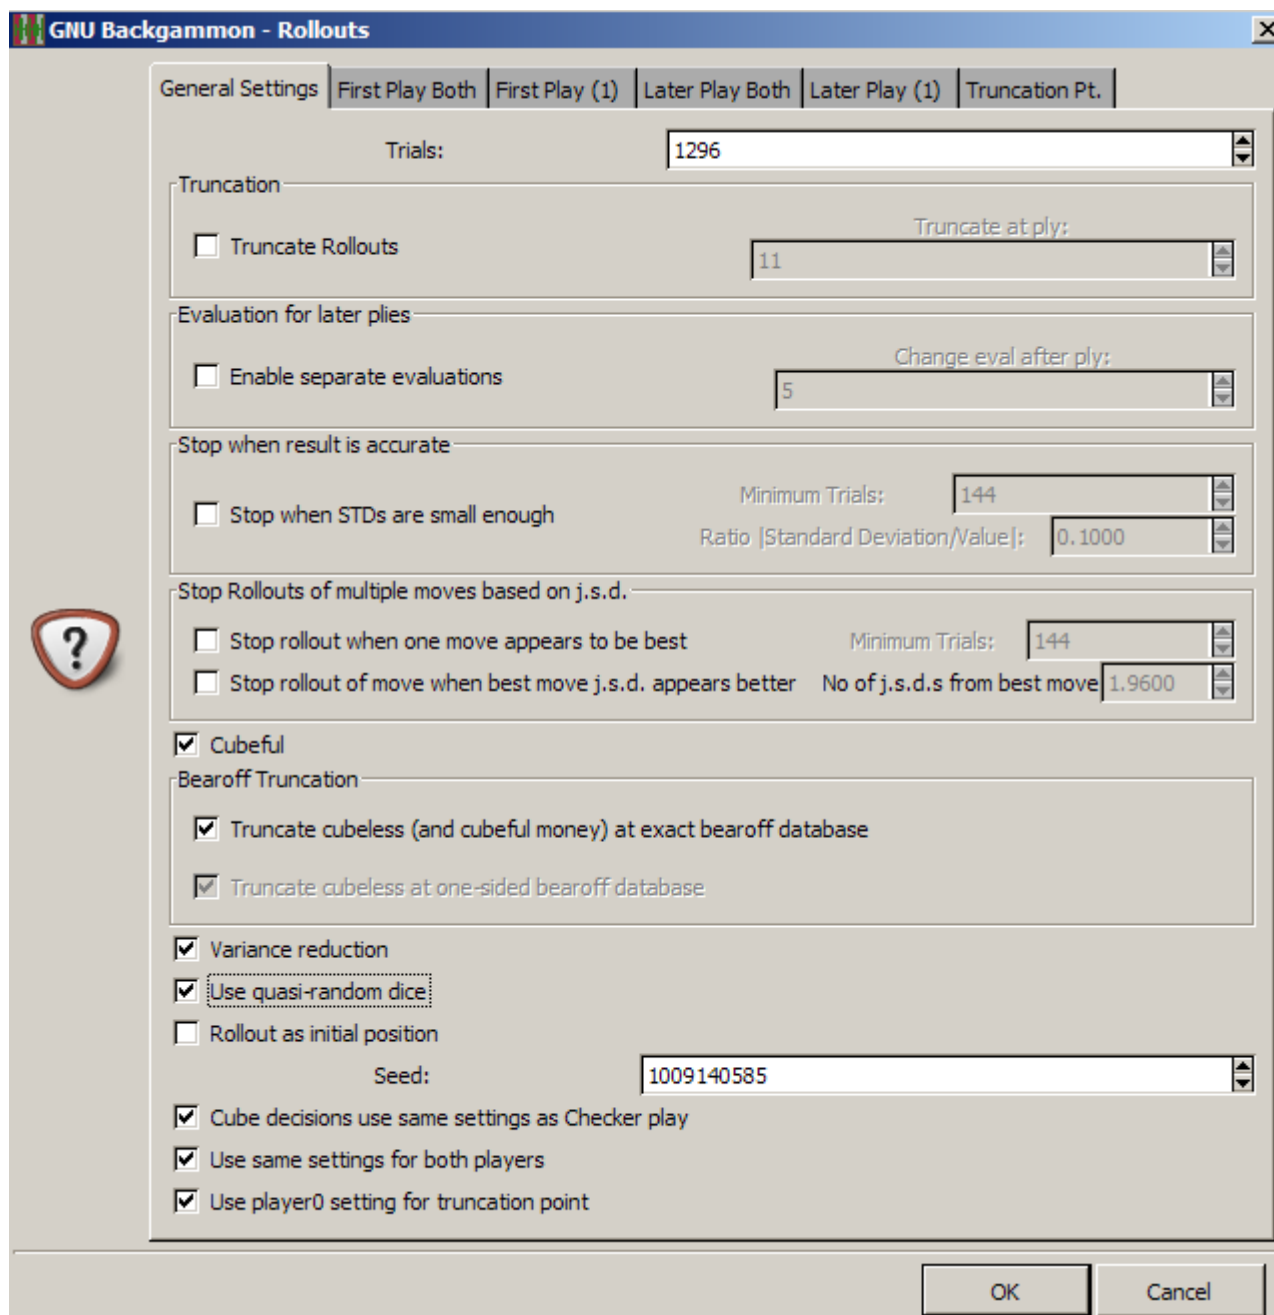 GNU Backgammon - Rollouts
General Settings First Play Both First Play (1) Later Play Both Later Play (1) Truncation Pt.
Trials: 1296
Truncation
Truncate at ply:
Truncate Rollouts 11
Evaluation for later plies
Change eval after ply:
Enable separate evaluations 5
Stop when result is accurate
Minimum Trials: 144
Stop when STDs are small enough
Ratio |Standard Deviation/Value|: 0.1000
Stop Rollouts of multiple moves based on j.s.d.
Stop rollout when one move appears to be best Minimum Trials: 144
Stop rollout of move when best move j.s.d. appears better No of j.s.d.s from best move 1.9600
Cubeful
Bearoff Truncation
Truncate cubeless (and cubeful money) at exact bearoff database
Truncate cubeless at one-sided bearoff database
Variance reduction
Use quasi-random dice
Rollout as initial position
Seed: 1009140585
Cube decisions use same settings as Checker play
Use same settings for both players
Use player0 setting for truncation point
OK Cancel